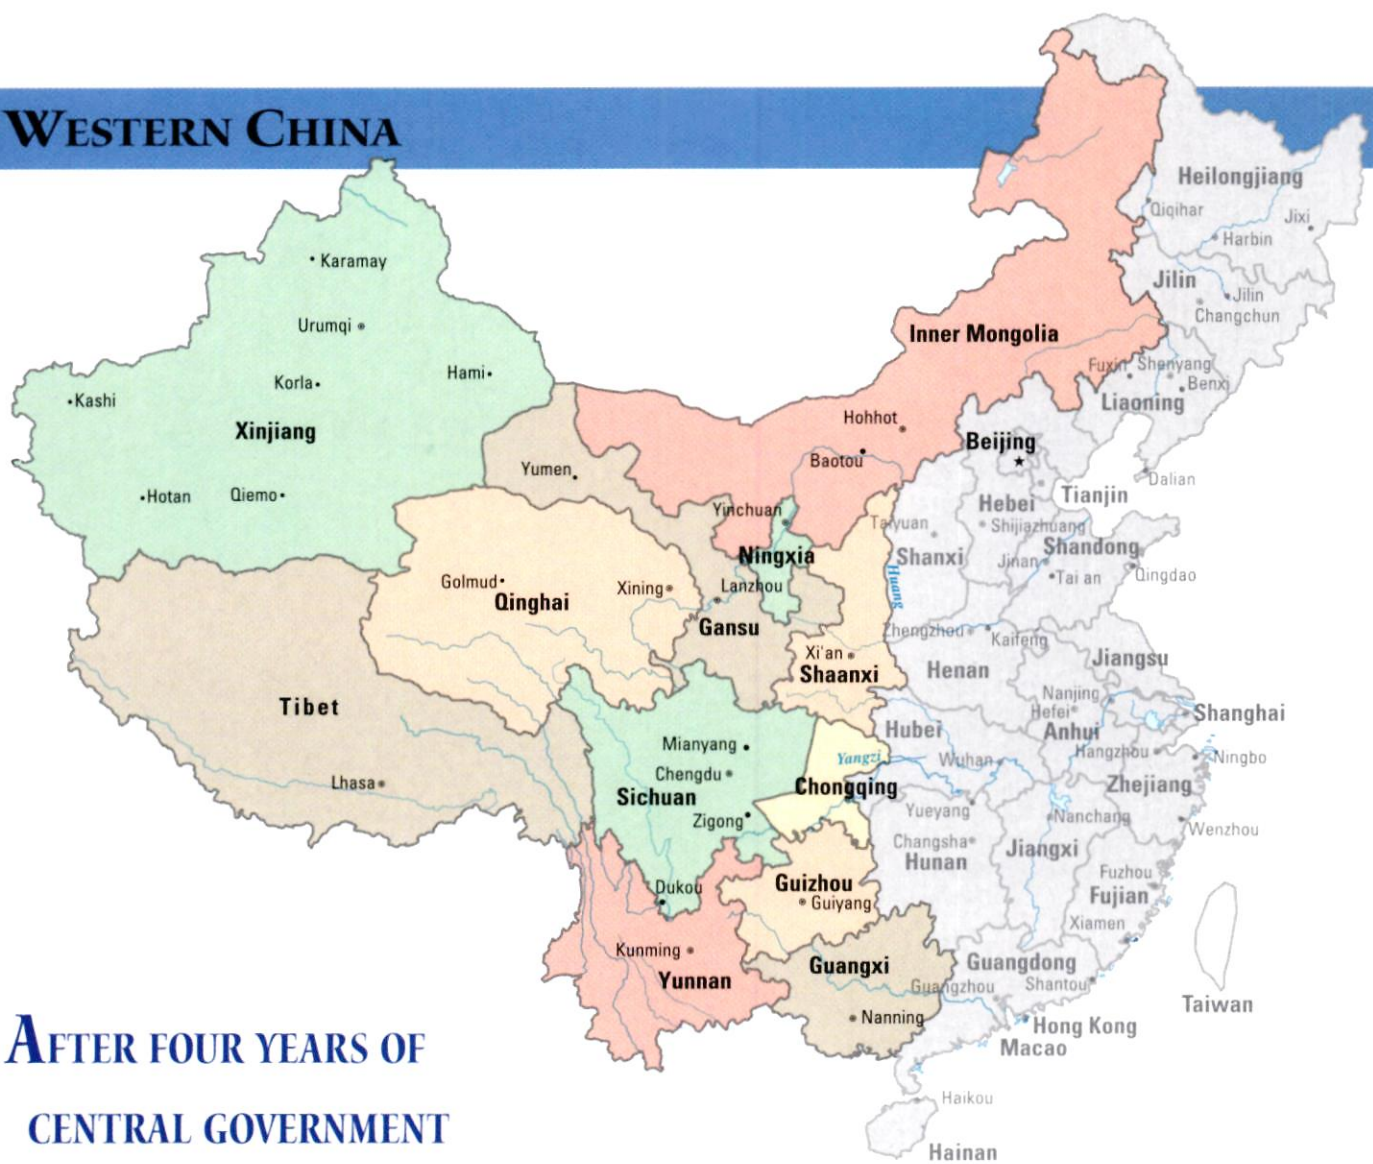 WESTERN CHINA
Heilongjiang
Qiqihar
Jixi
Harbin
Karamay
Jilin
Jilin
Changchun
Urumqi
Inner Mongolia
Fuxin
Shenyang
Hami
Korla
Benxi
Kashi
Liaoning
Hohhot
Xinjiang
Beijing
Baotou
Yumen
Dalian
Hotan
Qiemo
Tianjin
Hebei
Yinchuan
Taiyuan
Shijiazhuang
Shandong
Ningxia
Shanxi
Jinan
Tai an
Qingdao
Golmud
Xining
Lanzhou
Huang
Qinghai
Gansu
Zhengzhou
Kaifeng
Xi'an
Jiangsu
Shaanxi
Henan
Nanjing
Tibet
Hefei
Shanghai
Hubei
Anhui
Mianyang
Hangzhou
Yangzi
Wuhan
Ningbo
Chengdu
Lhasa
Chongqing
Zhejiang
Sichuan
Yueyang
Zigong
Nanchang
Wenzhou
Changsha
Jiangxi
Hunan
Fuzhou
Guizhou
Dukou
Fujian
Guiyang
Xiamen
Kunming
Guangxi
Guangdong
Yunnan
Guangzhou
Shantou
Taiwan
Nanning
Hong Kong
Macao
AFTER FOUR YEARS OF
CENTRAL GOVERNMENT
Haikou
Hainan